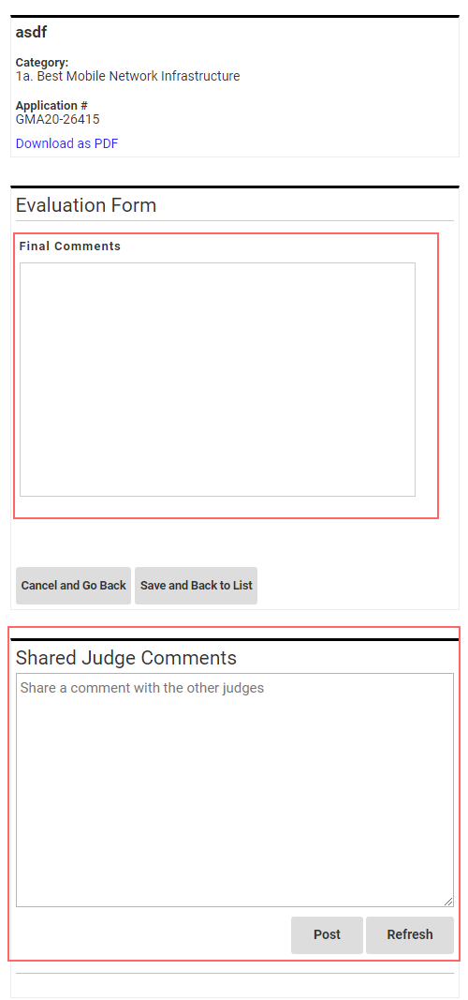 asdf
Category:
1a. Best Mobile Network Infrastructure
Application #
GMA20-26415
Download as PDF
Evaluation Form
Final Comments
Cancel and Go Back
Save and Back to List
Shared Judge Comments
Share a comment with the other judges
Post
Refresh